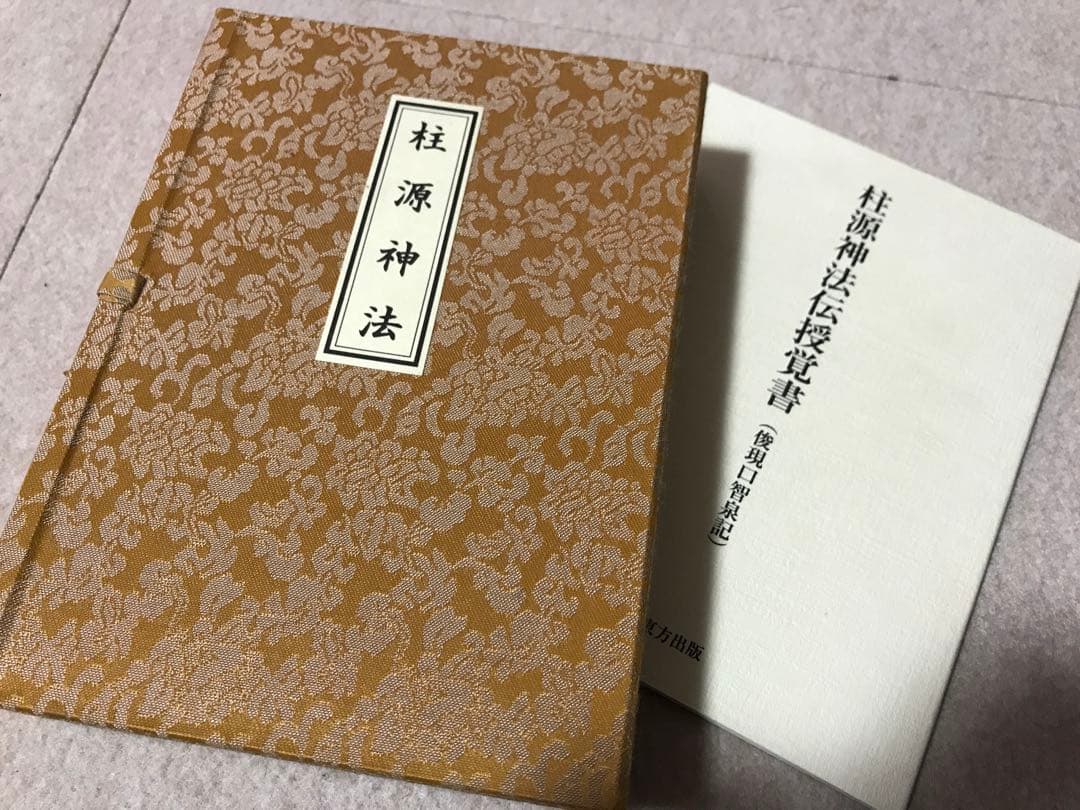 柱源神法
柱源神法伝授覚書
(俊現口智泉記)
東方出版